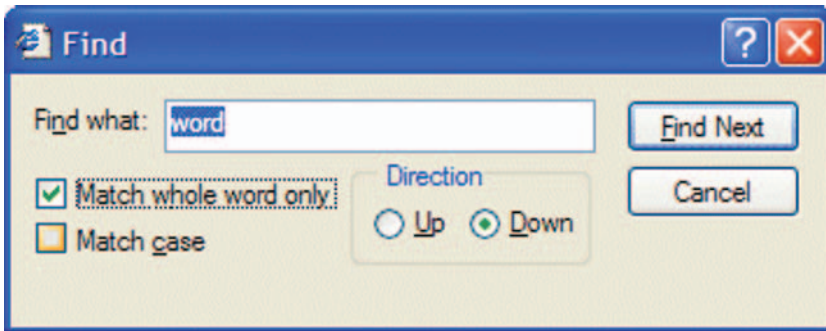 Find
?
Find what: word
Find Next
Match whole word only
Direction
Cancel
Up Down
Match case